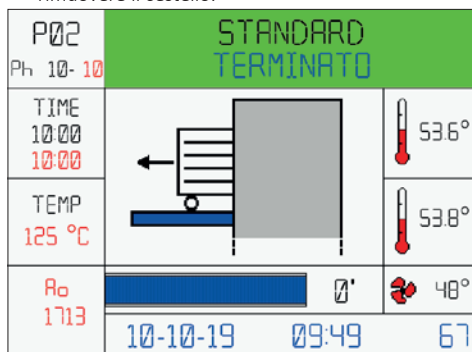 P02
Ph 10- 10
STANDARD
TERMINATO
TIME
10:00
10:00
TEMP
125 °C
Ao
1713
53.6°
53.8°
0'
48°
10-10-19 09:49 67